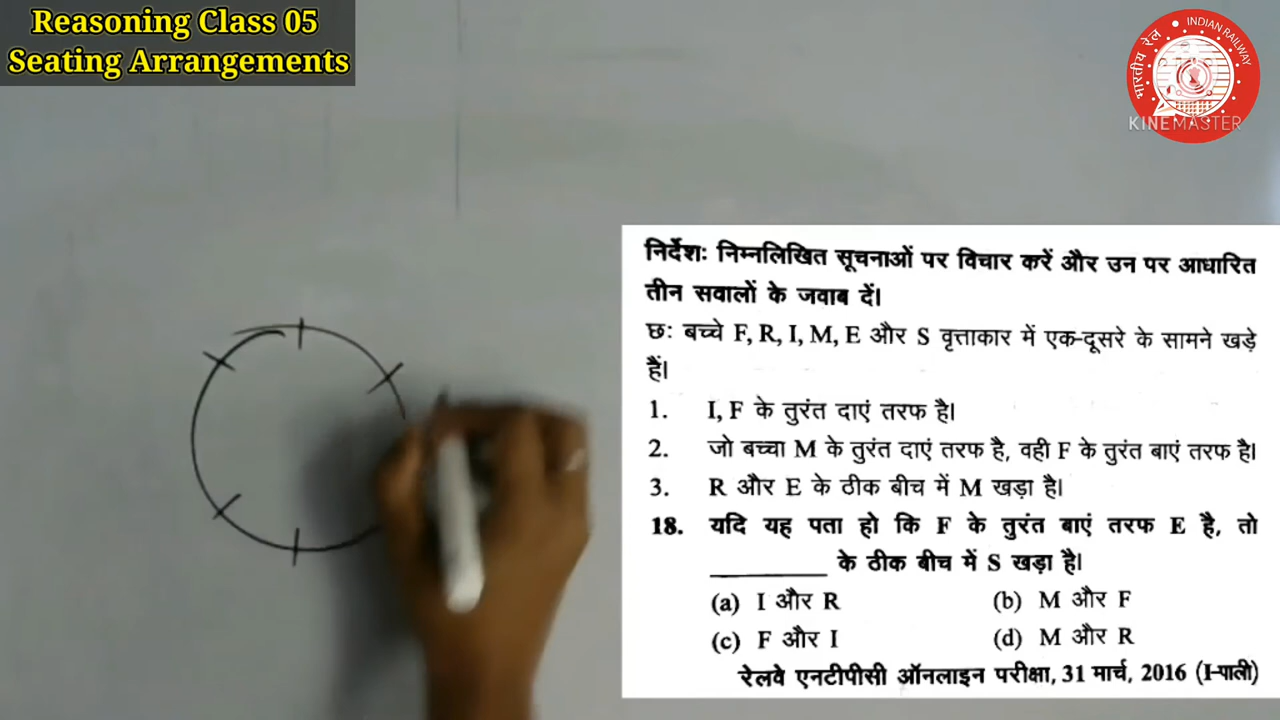 Reasoning Class 05
Seating Arrangements
भारतीय रेल
INDIAN RAILWAY
KINEMASTER
निर्देशः निम्नलिखित सूचनाओं पर विचार करें और उन पर आधारित
तीन सवालों के जवाब दें।
छः बच्चे F, R, I, M, E और S वृत्ताकार में एक-दूसरे के सामने खड़े
हैं।
1. I, F के तुरंत दाएं तरफ है।
2. जो बच्चा M के तुरंत दाएं तरफ है, वही F के तुरंत बाएं तरफ है।
3. R और E के ठीक बीच में M खड़ा है।
18. यदि यह पता हो कि F के तुरंत बाएं तरफ E है, तो
________ के ठीक बीच में S खड़ा है।
(a) I और R (b) M और F
(c) F और I (d) M और R
रेलवे एनटीपीसी ऑनलाइन परीक्षा, 31 मार्च, 2016 (I-पाली)